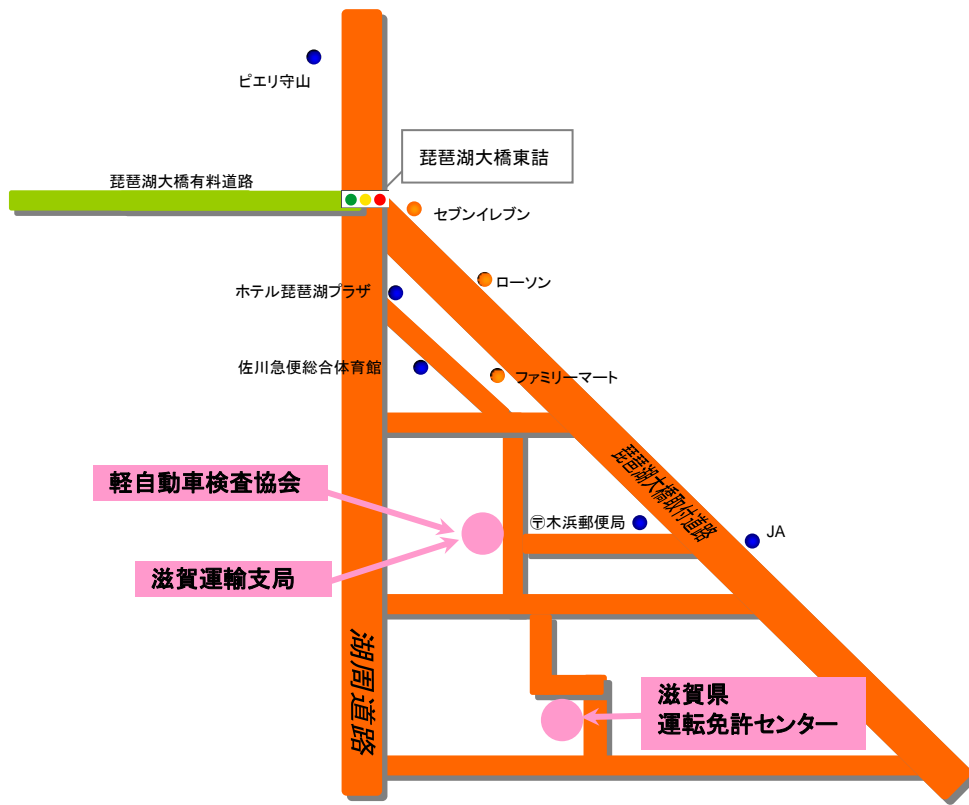 ピエリ守山
琵琶湖大橋東詰
琵琶湖大橋有料道路
セブンイレブン
ローソン
ホテル琵琶湖プラザ
佐川急便総合体育館
ファミリーマート
琵琶湖大橋取付道路
軽自動車検査協会
〶木浜郵便局
JA
滋賀運輸支局
湖周道路
滋賀県
運転免許センター